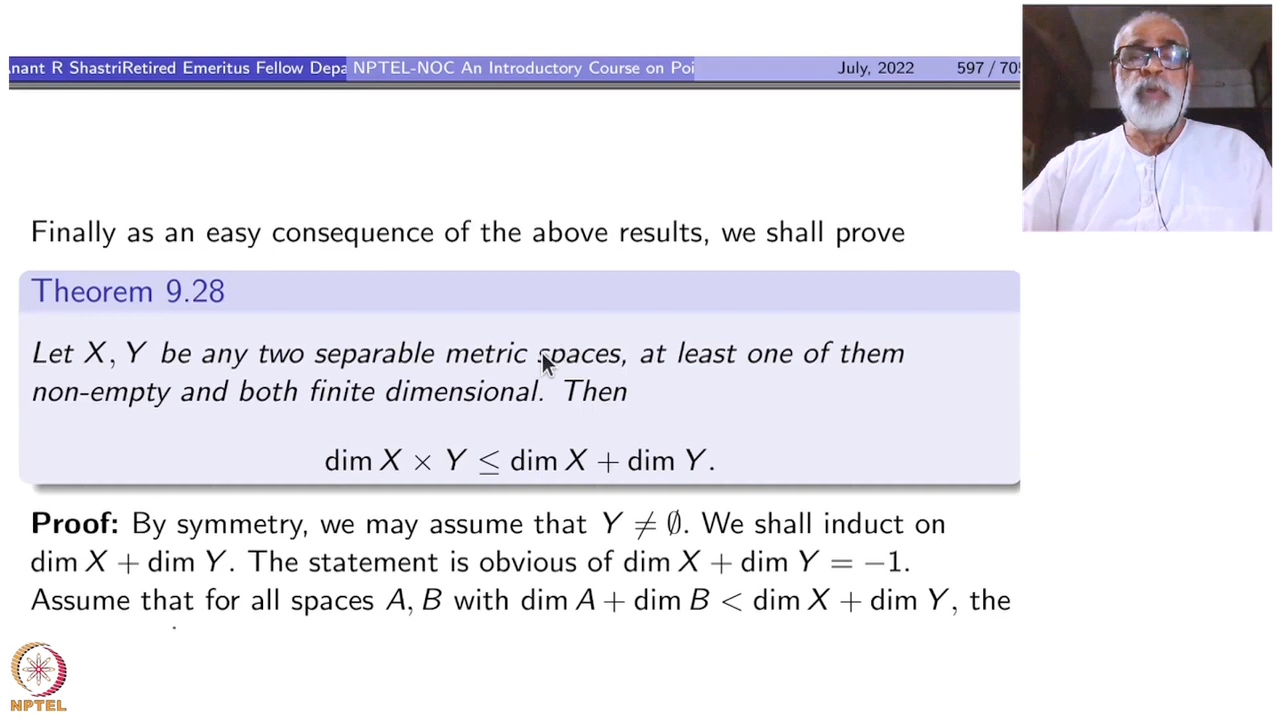 Anant R Shastri Retired Emeritus Fellow Depa NPTEL-NOC An Introductory Course on Poi July, 2022 597 / 705
Finally as an easy consequence of the above results, we shall prove
Theorem 9.28
Let X, Y be any two separable metric spaces, at least one of them
non-empty and both finite dimensional. Then
dim X × Y ≤ dim X + dim Y.
Proof: By symmetry, we may assume that Y ≠ ∅. We shall induct on
dim X + dim Y. The statement is obvious of dim X + dim Y = −1.
Assume that for all spaces A, B with dim A + dim B < dim X + dim Y, the
NPTEL